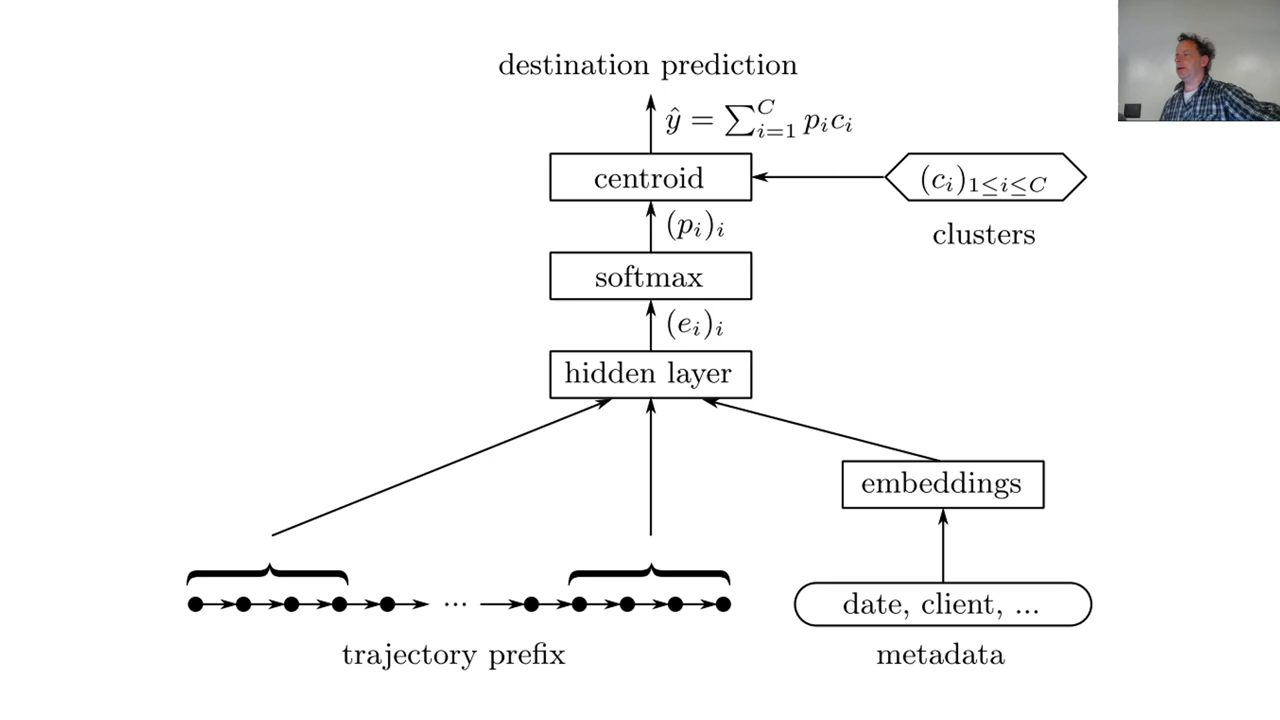 destination prediction
ŷ = ∑_{i=1}^{C} p_i c_i
centroid
(c_i)_{1≤i≤C}
(p_i)_i
clusters
softmax
(e_i)_i
hidden layer
embeddings
...
date, client, ...
trajectory prefix
metadata